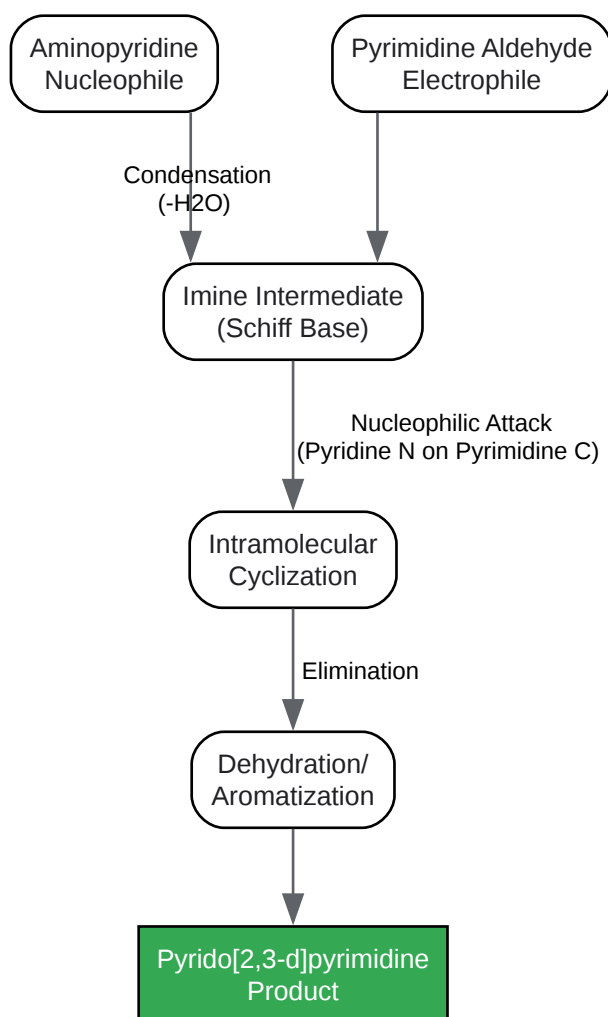 Aminopyridine
Nucleophile
Pyrimidine Aldehyde
Electrophile
Condensation
(-H2O)
Imine Intermediate
(Schiff Base)
Nucleophilic Attack
(Pyridine N on Pyrimidine C)
Intramolecular
Cyclization
Elimination
Dehydration/
Aromatization
Pyrido[2,3-d]pyrimidine
Product